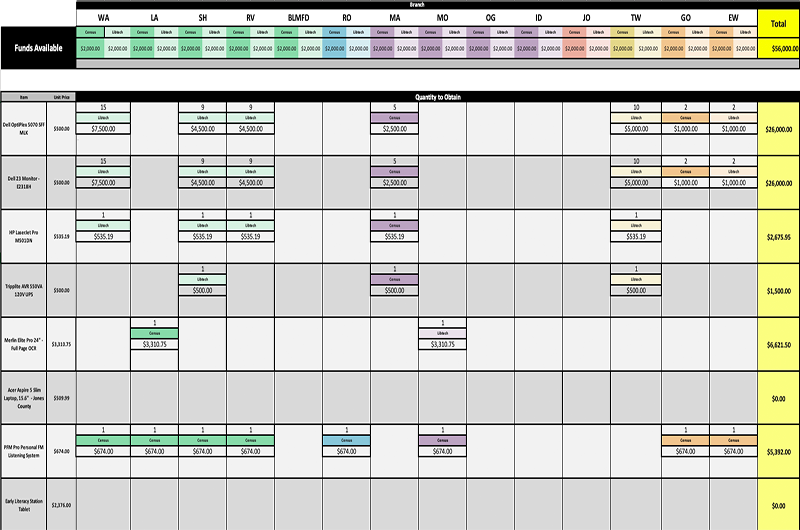 Branch
WA LA SH RV BLMFD RO MA MO OG ID JO TW GO EW Total
Census Libtech Census Libtech Census Libtech Census Libtech Census Libtech Census Libtech Census Libtech Census Libtech Census Libtech Census Libtech Census Libtech Census Libtech Census Libtech Census Libtech
Funds Available $2,000.00 $2,000.00 $2,000.00 $2,000.00 $2,000.00 $2,000.00 $2,000.00 $2,000.00 $2,000.00 $2,000.00 $2,000.00 $2,000.00 $2,000.00 $2,000.00 $2,000.00 $2,000.00 $2,000.00 $2,000.00 $2,000.00 $2,000.00 $2,000.00 $2,000.00 $2,000.00 $2,000.00 $2,000.00 $2,000.00 $2,000.00 $2,000.00 $56,000.00
Item Unit Price Quantity to Obtain
15 9 9 5 10 2 2
Dell OptiPlex 5070 SFF
MLK
$500.00 Libtech Libtech Libtech Census Libtech Census Libtech
$7,500.00 $4,500.00 $4,500.00 $2,500.00 $5,000.00 $1,000.00 $1,000.00 $26,000.00
15 9 9 5 10 2 2
Dell 23 Monitor -
E2318H
$500.00 Libtech Libtech Libtech Census Libtech Census Libtech
$7,500.00 $4,500.00 $4,500.00 $2,500.00 $5,000.00 $1,000.00 $1,000.00 $26,000.00
1 1 1 1 1
HP LaserJet Pro
M501DN
$535.19 Libtech Libtech Libtech Census Libtech
$535.19 $535.19 $535.19 $535.19 $535.19 $2,675.95
1 1 1
Tripplite AVR 550VA
120V UPS
$500.00 Libtech Census Libtech
$500.00 $500.00 $500.00 $1,500.00
1 1
Merlin Elite Pro 24" -
Full Page OCR
$3,310.75 Census Libtech
$3,310.75 $3,310.75 $6,621.50
Acer Aspire 5 Slim
Laptop, 15.6" - Jones
County
$509.99 $0.00
1 1 1 1 1 1 1 1
PFM Pro Personal FM
Listening System
$674.00 Census Census Census Census Census Census Census Census
$674.00 $674.00 $674.00 $674.00 $674.00 $674.00 $674.00 $674.00 $5,392.00
Early Literacy Station
Tablet
$2,376.00 $0.00